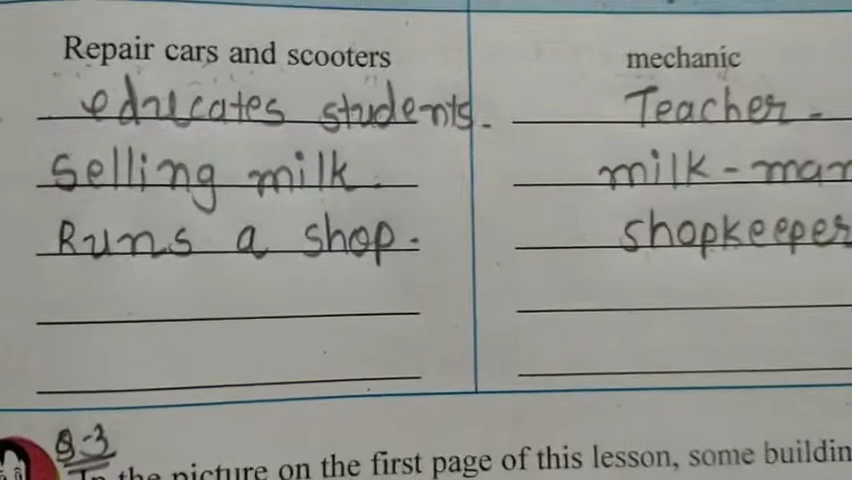 Repair cars and scooters mechanic
educates students. Teacher -
Selling milk. milk-man
Runs a shop. shopkeeper
Q-3
In the picture on the first page of this lesson, some buildin